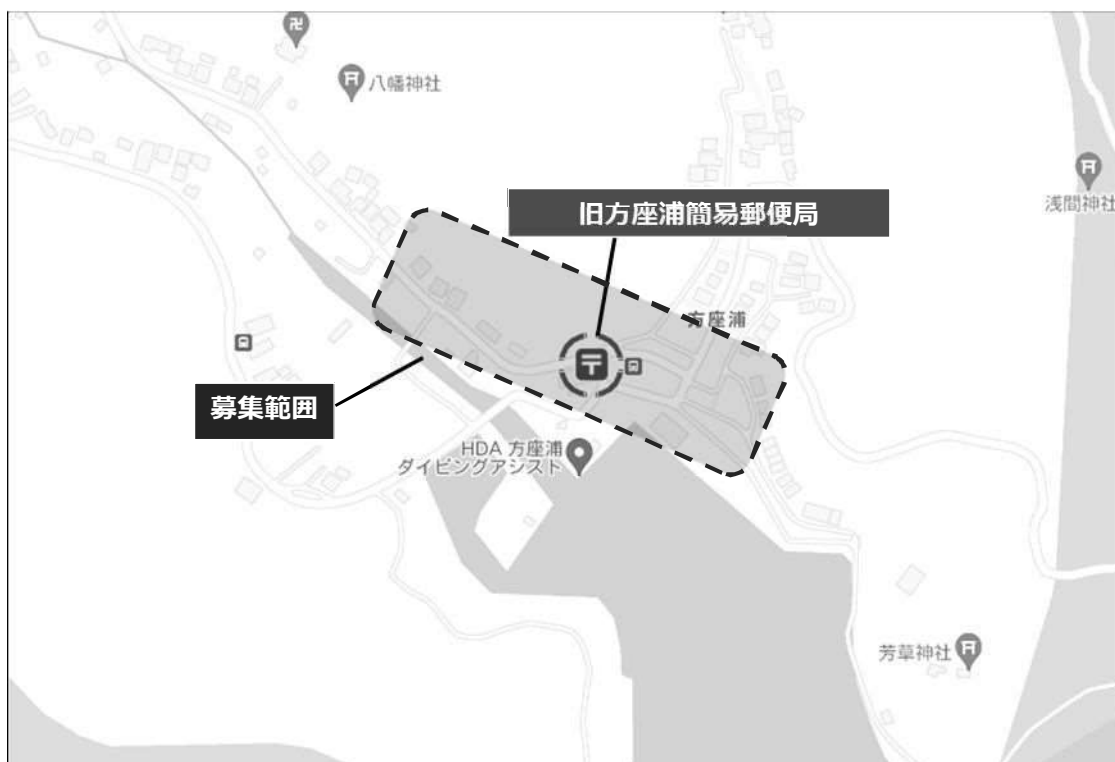 八幡神社
浅間神社
旧方座浦簡易郵便局
方座浦
募集範囲
HDA 方座浦
ダイビングアシスト
芳草神社